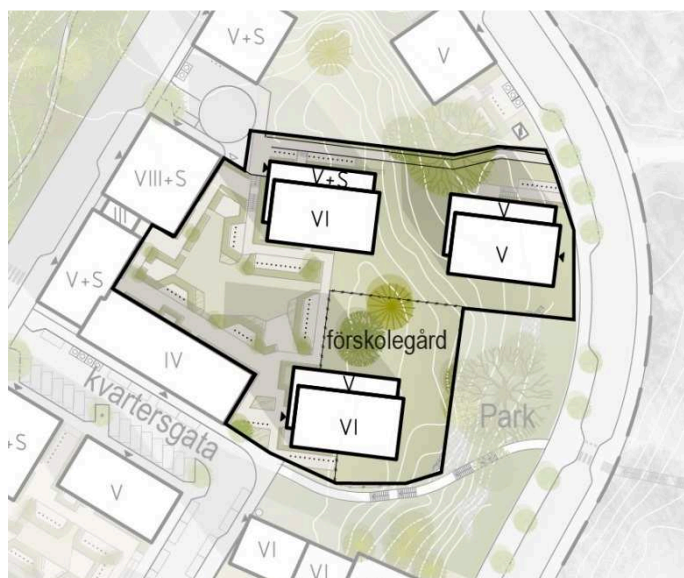 V+S
V
VIII+S
V+S
VI
V
V
III
V+S
IV
förskolegård
kvartersgata
V
VI
Park
+S
V
VI
VI